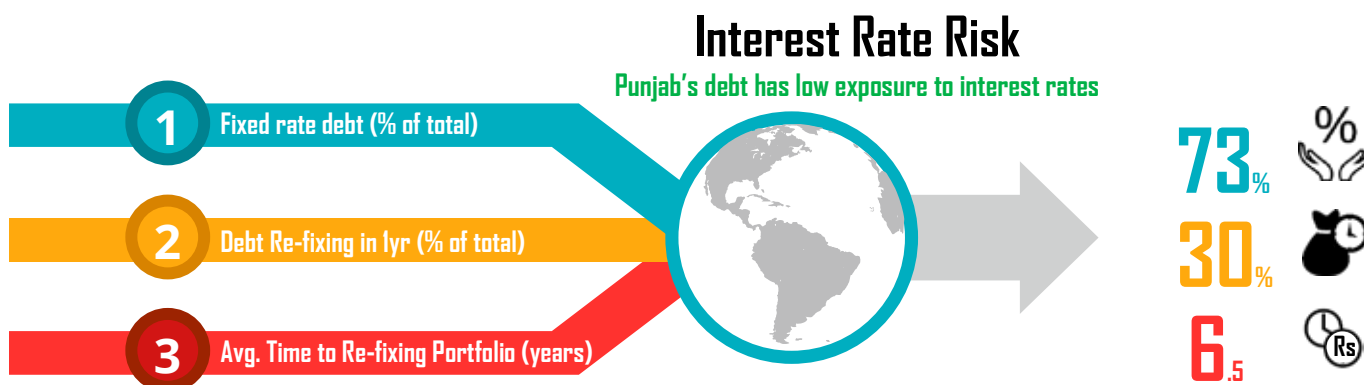 Interest Rate Risk
Punjab's debt has low exposure to interest rates
1 Fixed rate debt (% of total)
73%
%
2 Debt Re-fixing in 1yr (% of total)
30%
3 Avg. Time to Re-fixing Portfolio (years)
6.5
Rs